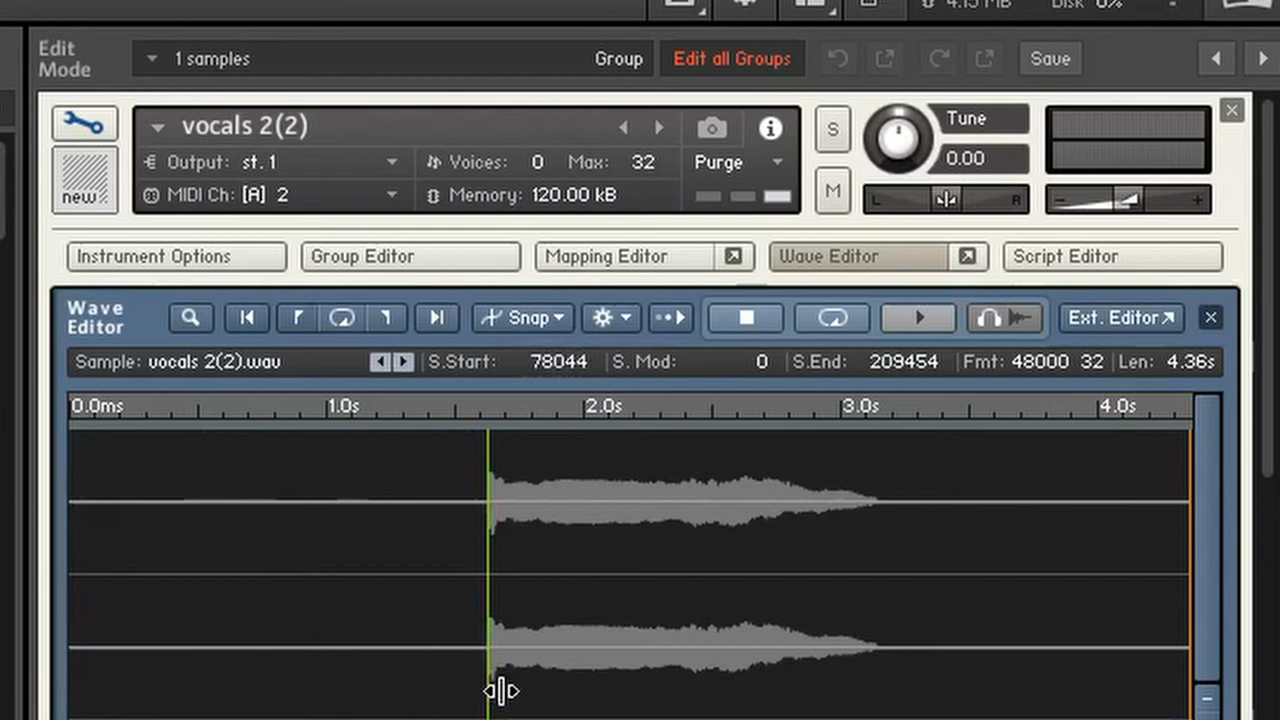 4.15 MB Disk 0%
Edit Mode
1 samples Group Edit all Groups Save
vocals 2(2) S Tune
Output: st. 1 Voices: 0 Max: 32 Purge 0.00
new MIDI Ch: [A] 2 Memory: 120.00 kB M L R - +
Instrument Options Group Editor Mapping Editor Wave Editor Script Editor
Wave Editor Snap Ext. Editor
Sample: vocals 2(2).wav S.Start: 78044 S. Mod: 0 S.End: 209454 Fmt: 48000 32 Len: 4.36s
0.0ms 1.0s 2.0s 3.0s 4.0s